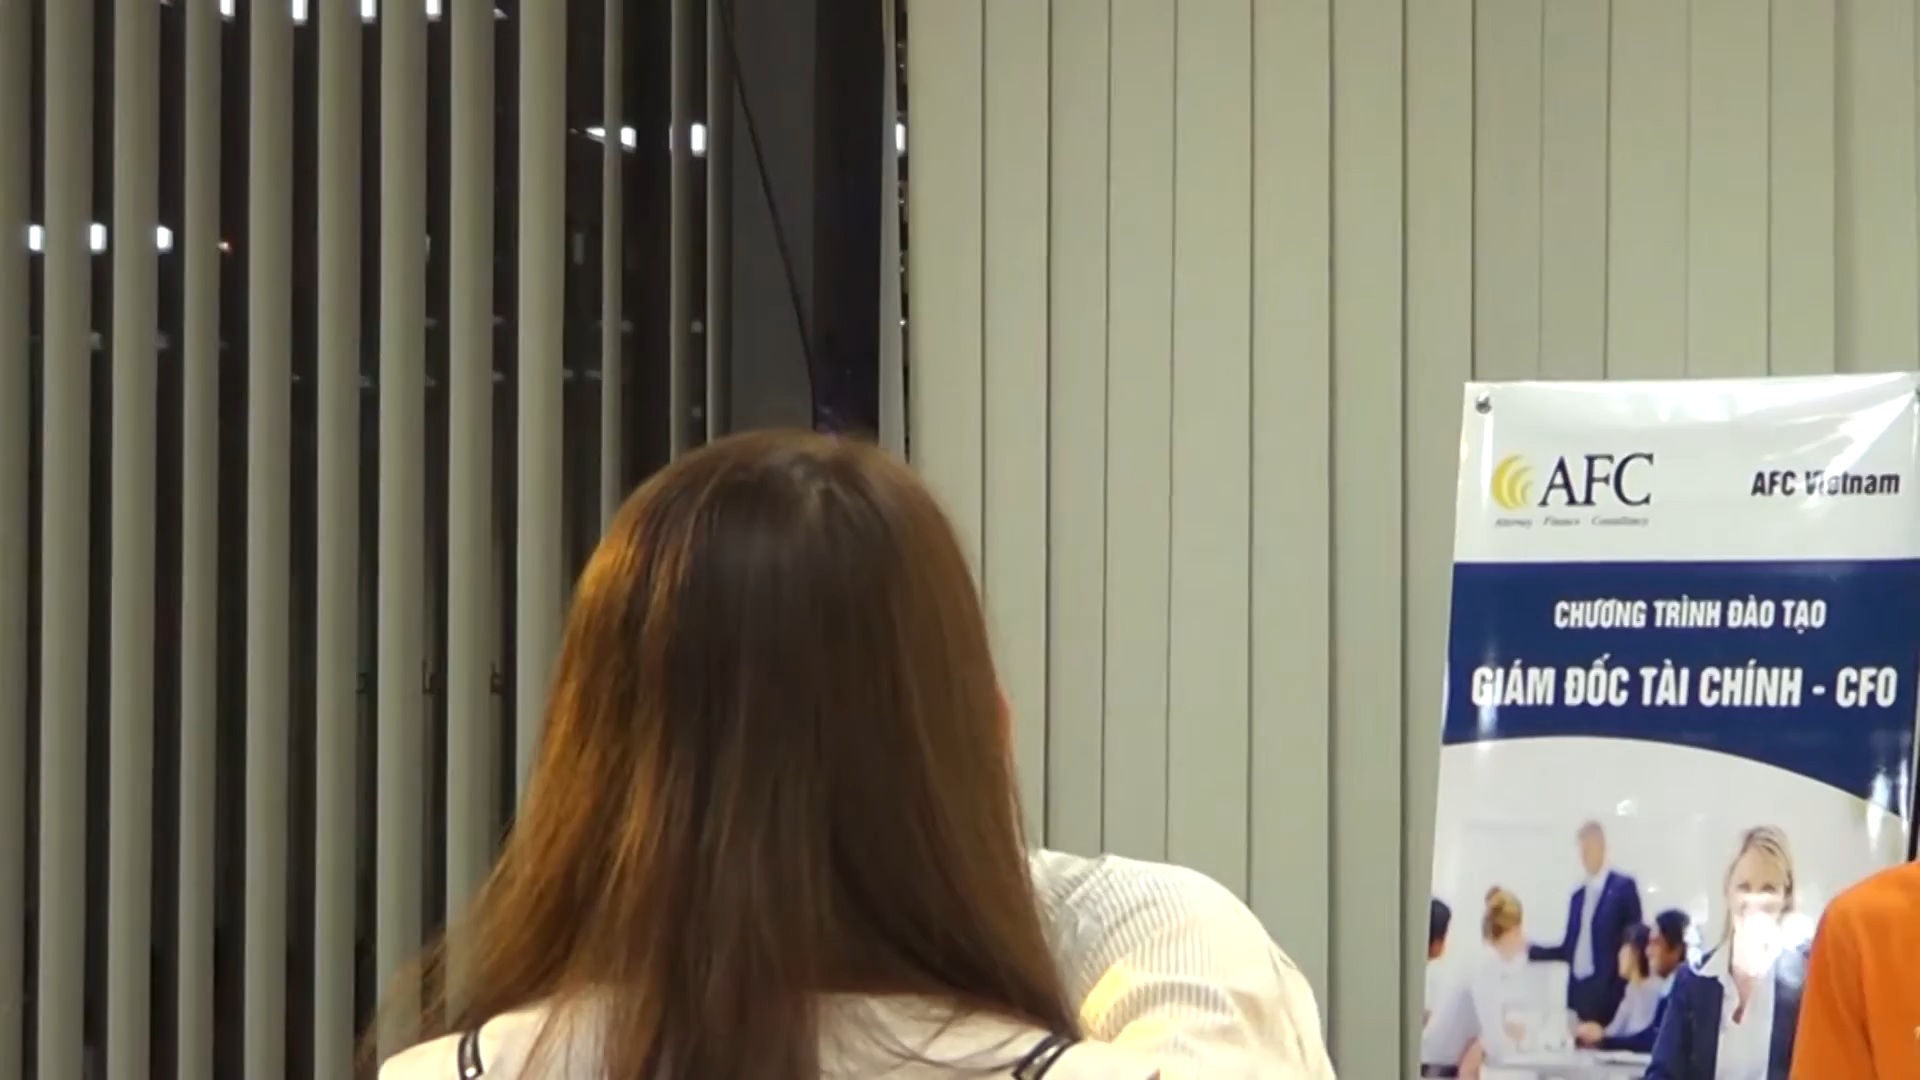 AFC
AFC Vietnam
Attorney Finance Consultancy
CHƯƠNG TRÌNH ĐÀO TẠO
GIÁM ĐỐC TÀI CHÍNH - CFO